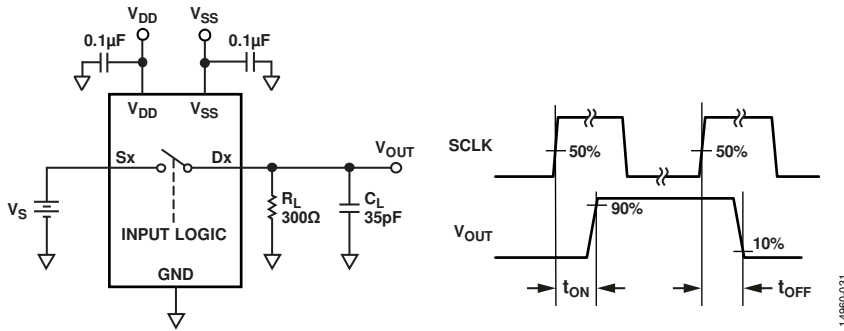 VDD VSS
0.1µF 0.1µF
VDD VSS
Sx Dx VOUT
VS
RL
300Ω
CL
35pF
INPUT LOGIC
GND
SCLK 50% 50%
VOUT 90% 10%
tON tOFF
14960-031